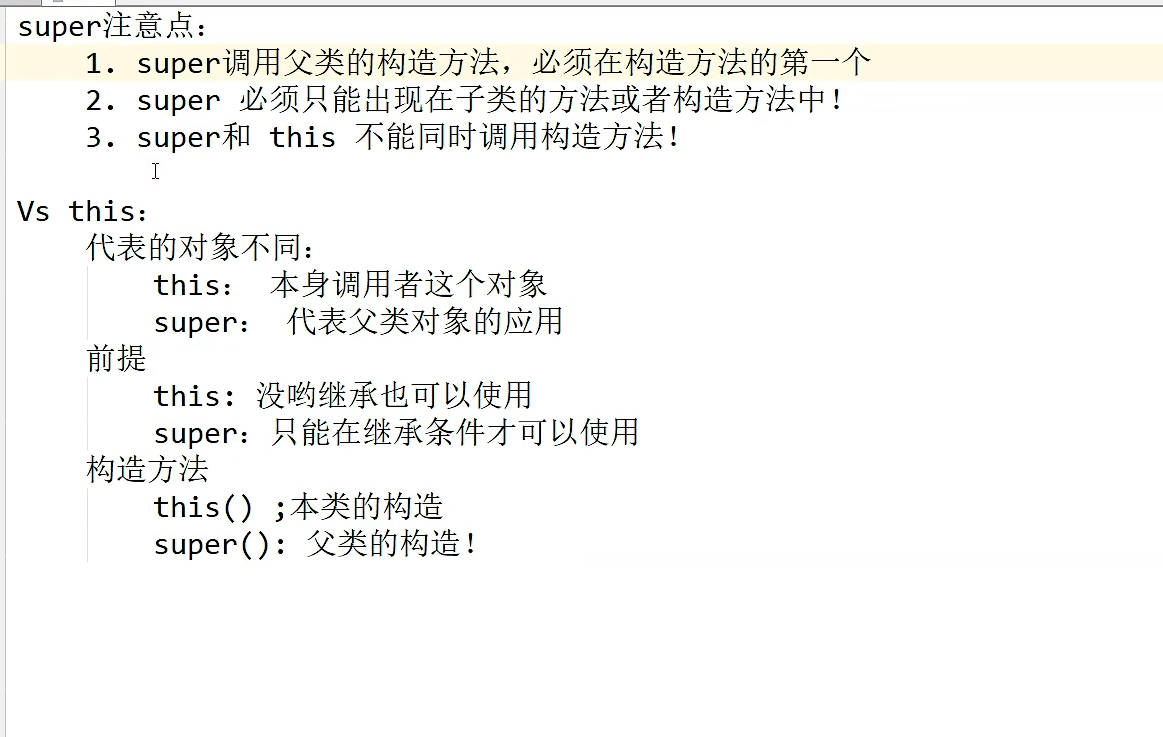 super注意点：
1. super调用父类的构造方法，必须在构造方法的第一个
2. super 必须只能出现在子类的方法或者构造方法中！
3. super和 this 不能同时调用构造方法！
Vs this：
代表的对象不同：
this： 本身调用者这个对象
super： 代表父类对象的应用
前提
this: 没哟继承也可以使用
super：只能在继承条件才可以使用
构造方法
this() ;本类的构造
super(): 父类的构造！